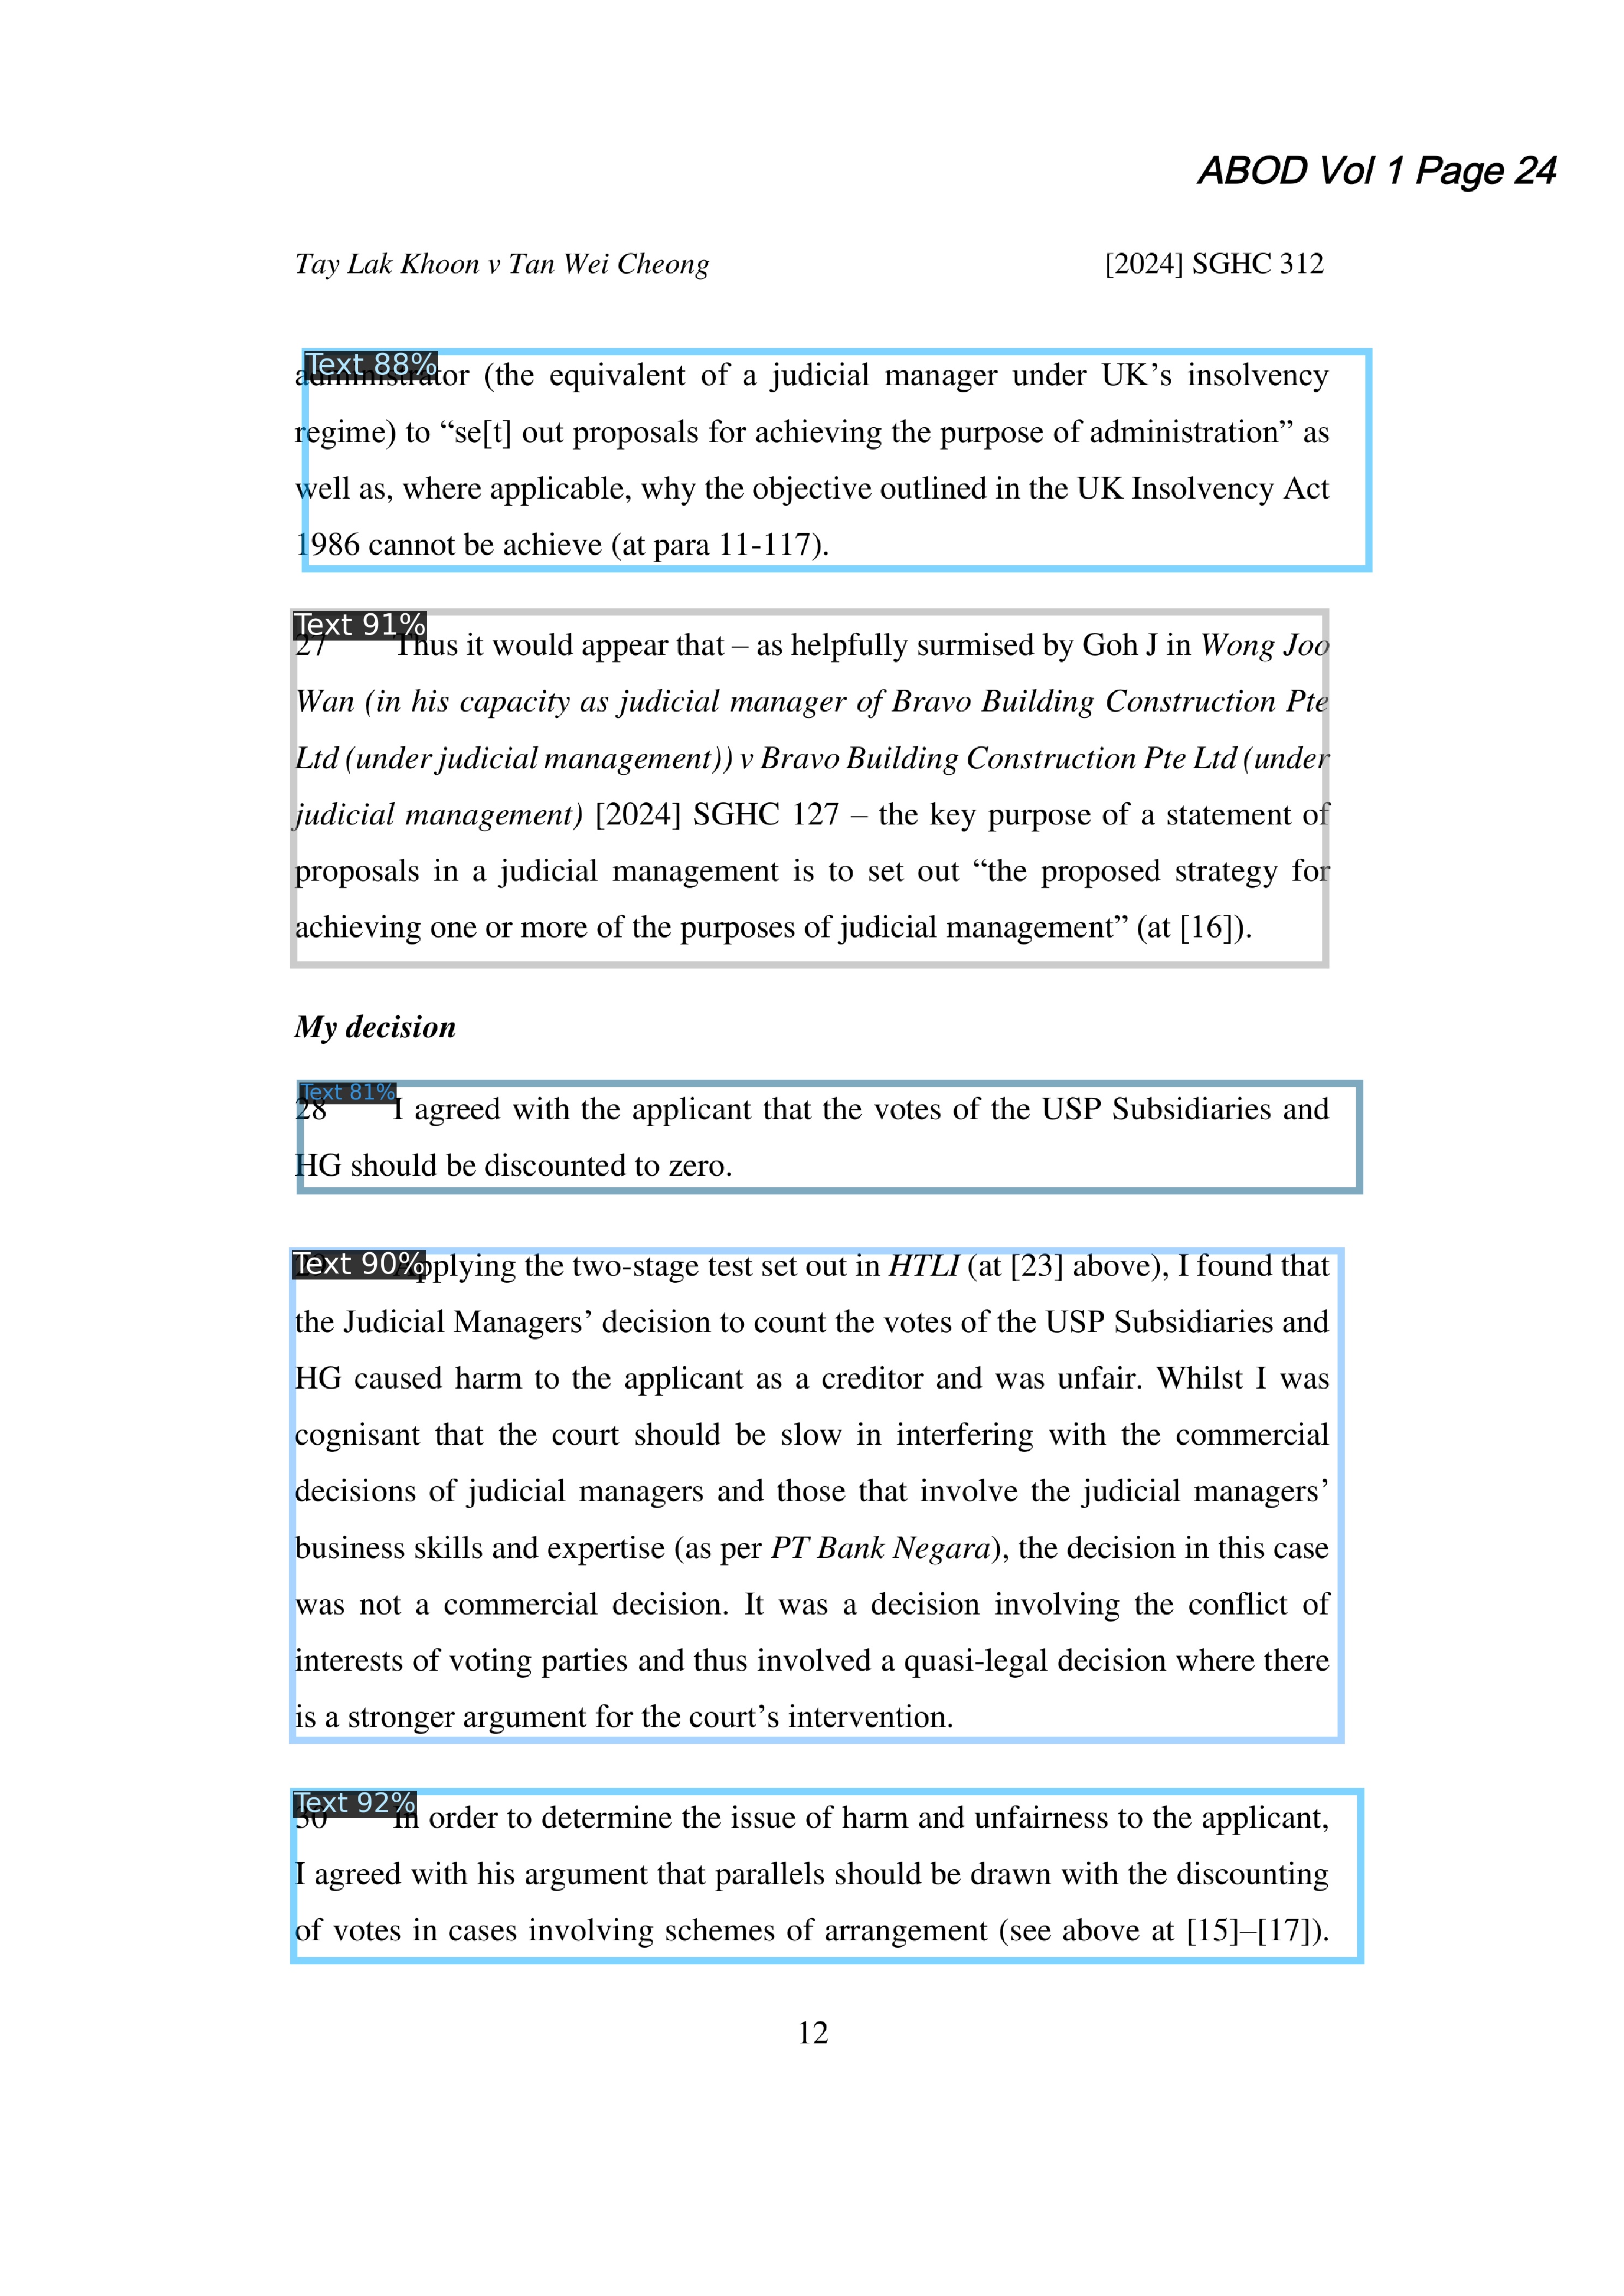 ABOD Vol 1 Page 24
Tay Lak Khoon v Tan Wei Cheong [2024] SGHC 312
Text 88%
administrator (the equivalent of a judicial manager under UK’s insolvency
regime) to “se[t] out proposals for achieving the purpose of administration” as
well as, where applicable, why the objective outlined in the UK Insolvency Act
1986 cannot be achieve (at para 11-117).
Text 91%
27 Thus it would appear that – as helpfully surmised by Goh J in Wong Joo
Wan (in his capacity as judicial manager of Bravo Building Construction Pte
Ltd (under judicial management)) v Bravo Building Construction Pte Ltd (under
judicial management) [2024] SGHC 127 – the key purpose of a statement of
proposals in a judicial management is to set out “the proposed strategy for
achieving one or more of the purposes of judicial management” (at [16]).
My decision
Text 81%
28 I agreed with the applicant that the votes of the USP Subsidiaries and
HG should be discounted to zero.
Text 90%
Applying the two-stage test set out in HTLI (at [23] above), I found that
the Judicial Managers’ decision to count the votes of the USP Subsidiaries and
HG caused harm to the applicant as a creditor and was unfair. Whilst I was
cognisant that the court should be slow in interfering with the commercial
decisions of judicial managers and those that involve the judicial managers’
business skills and expertise (as per PT Bank Negara), the decision in this case
was not a commercial decision. It was a decision involving the conflict of
interests of voting parties and thus involved a quasi-legal decision where there
is a stronger argument for the court’s intervention.
Text 92%
30 In order to determine the issue of harm and unfairness to the applicant,
I agreed with his argument that parallels should be drawn with the discounting
of votes in cases involving schemes of arrangement (see above at [15]–[17]).
12